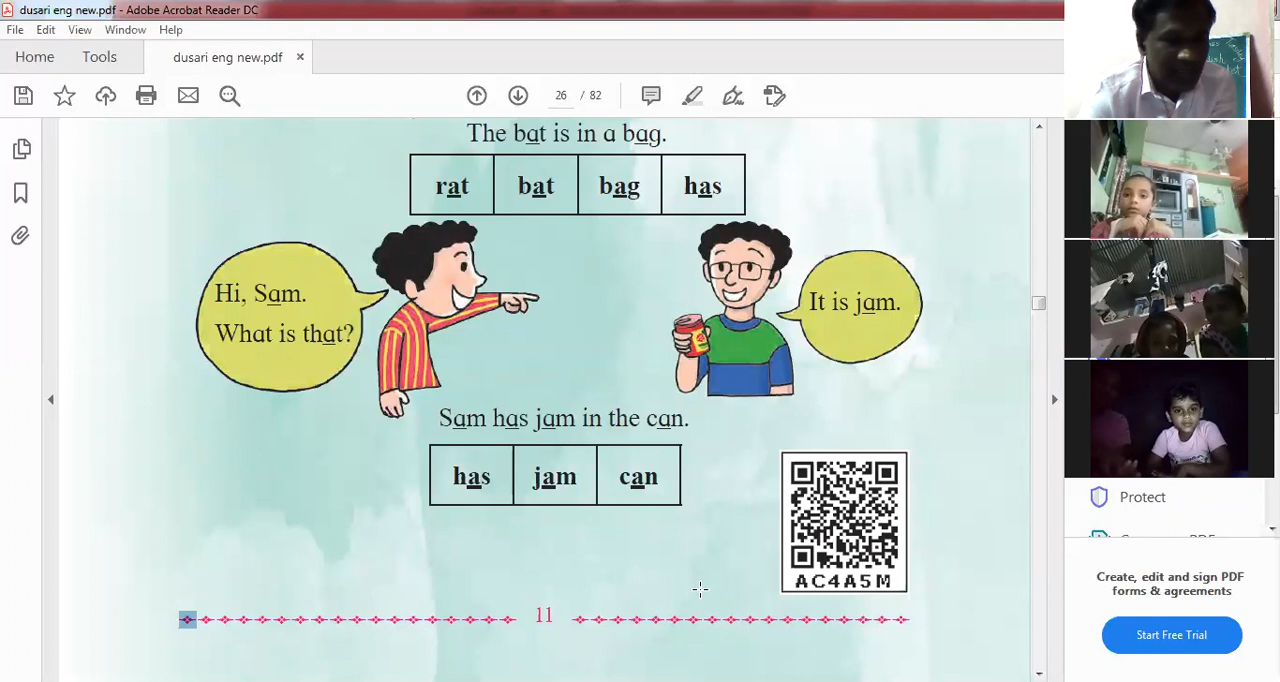 dusari eng new.pdf - Adobe Acrobat Reader DC
File Edit View Window Help
Home Tools dusari eng new.pdf ×
26 / 82
The bat is in a bag.
rat bat bag has
Hi, Sam.
What is that?
It is jam.
Sam has jam in the can.
has jam can
AC4A5M
11
Protect
Create, edit and sign PDF
forms & agreements
Start Free Trial